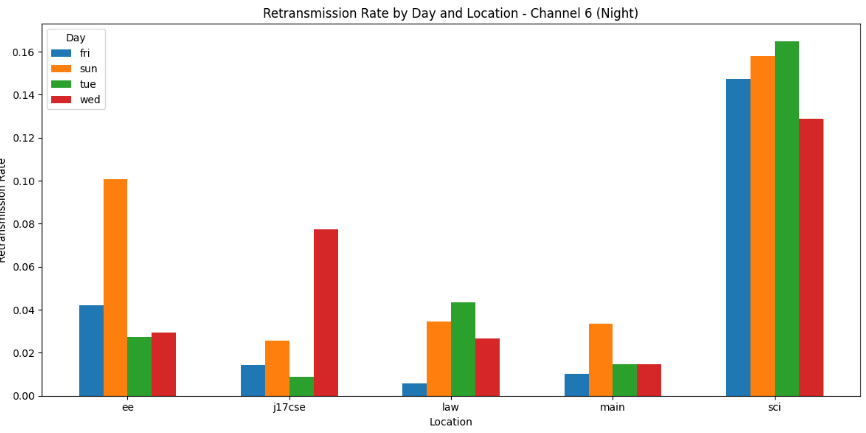 Retransmission Rate by Day and Location - Channel 6 (Night)
Day
fri
sun
tue
wed
Retransmission Rate
0.16
0.14
0.12
0.10
0.08
0.06
0.04
0.02
0.00
ee
j17cse
law
main
sci
Location